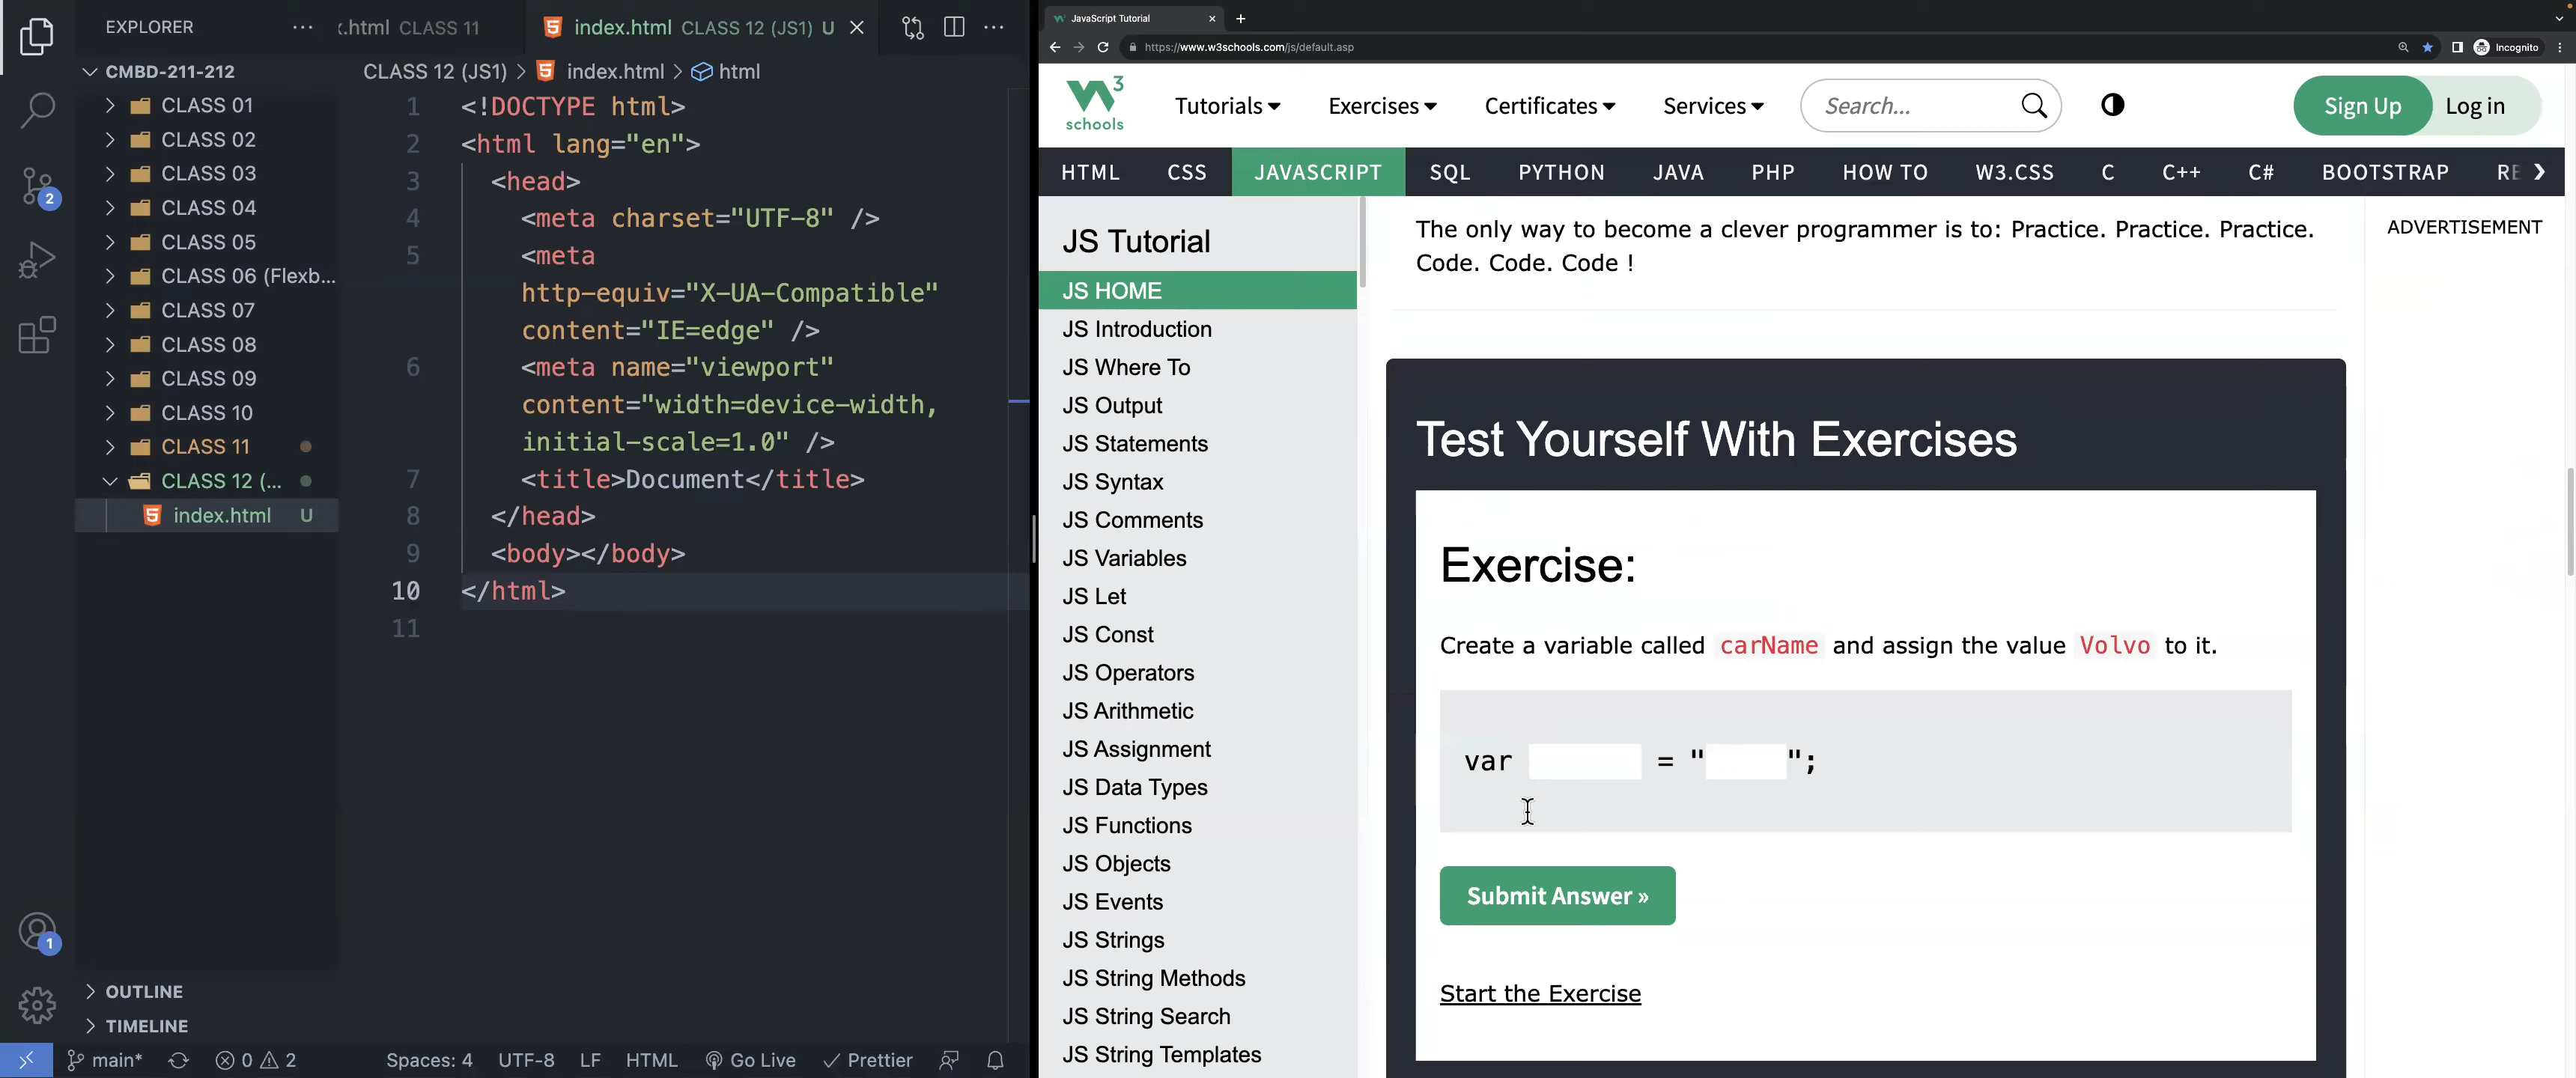 EXPLORER
CMBD-211-212
CLASS 01
CLASS 02
CLASS 03
CLASS 04
CLASS 05
CLASS 06 (Flexb...
CLASS 07
CLASS 08
CLASS 09
CLASS 10
CLASS 11
CLASS 12 (...
index.html U
2
1
OUTLINE
TIMELINE
.html CLASS 11
index.html CLASS 12 (JS1) U
CLASS 12 (JS1) > index.html > html
1 <!DOCTYPE html>
2 <html lang="en">
3 <head>
4 <meta charset="UTF-8" />
5 <meta
http-equiv="X-UA-Compatible"
content="IE=edge" />
6 <meta name="viewport"
content="width=device-width,
initial-scale=1.0" />
7 <title>Document</title>
8 </head>
9 <body></body>
10 </html>
11
main* 0 2 Spaces: 4 UTF-8 LF HTML Go Live Prettier
JavaScript Tutorial
https://www.w3schools.com/js/default.asp
Incognito
W3 schools
Tutorials Exercises Certificates Services Search... Sign Up Log in
HTML CSS JAVASCRIPT SQL PYTHON JAVA PHP HOW TO W3.CSS C C++ C# BOOTSTRAP RE
JS Tutorial
JS HOME
JS Introduction
JS Where To
JS Output
JS Statements
JS Syntax
JS Comments
JS Variables
JS Let
JS Const
JS Operators
JS Arithmetic
JS Assignment
JS Data Types
JS Functions
JS Objects
JS Events
JS Strings
JS String Methods
JS String Search
JS String Templates
The only way to become a clever programmer is to: Practice. Practice. Practice.
Code. Code. Code !
ADVERTISEMENT
Test Yourself With Exercises
Exercise:
Create a variable called carName and assign the value Volvo to it.
var = "";
Submit Answer »
Start the Exercise